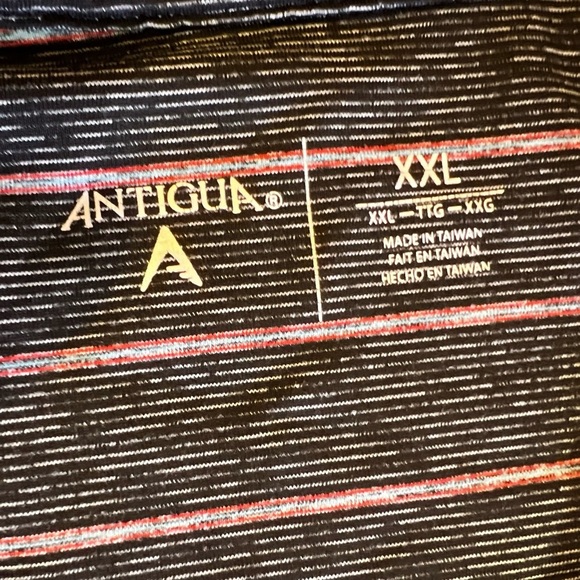 ANTIGUA®
XXL
XXL — TTG — XXG
MADE IN TAIWAN
FAIT EN TAIWAN
HECHO EN TAIWAN